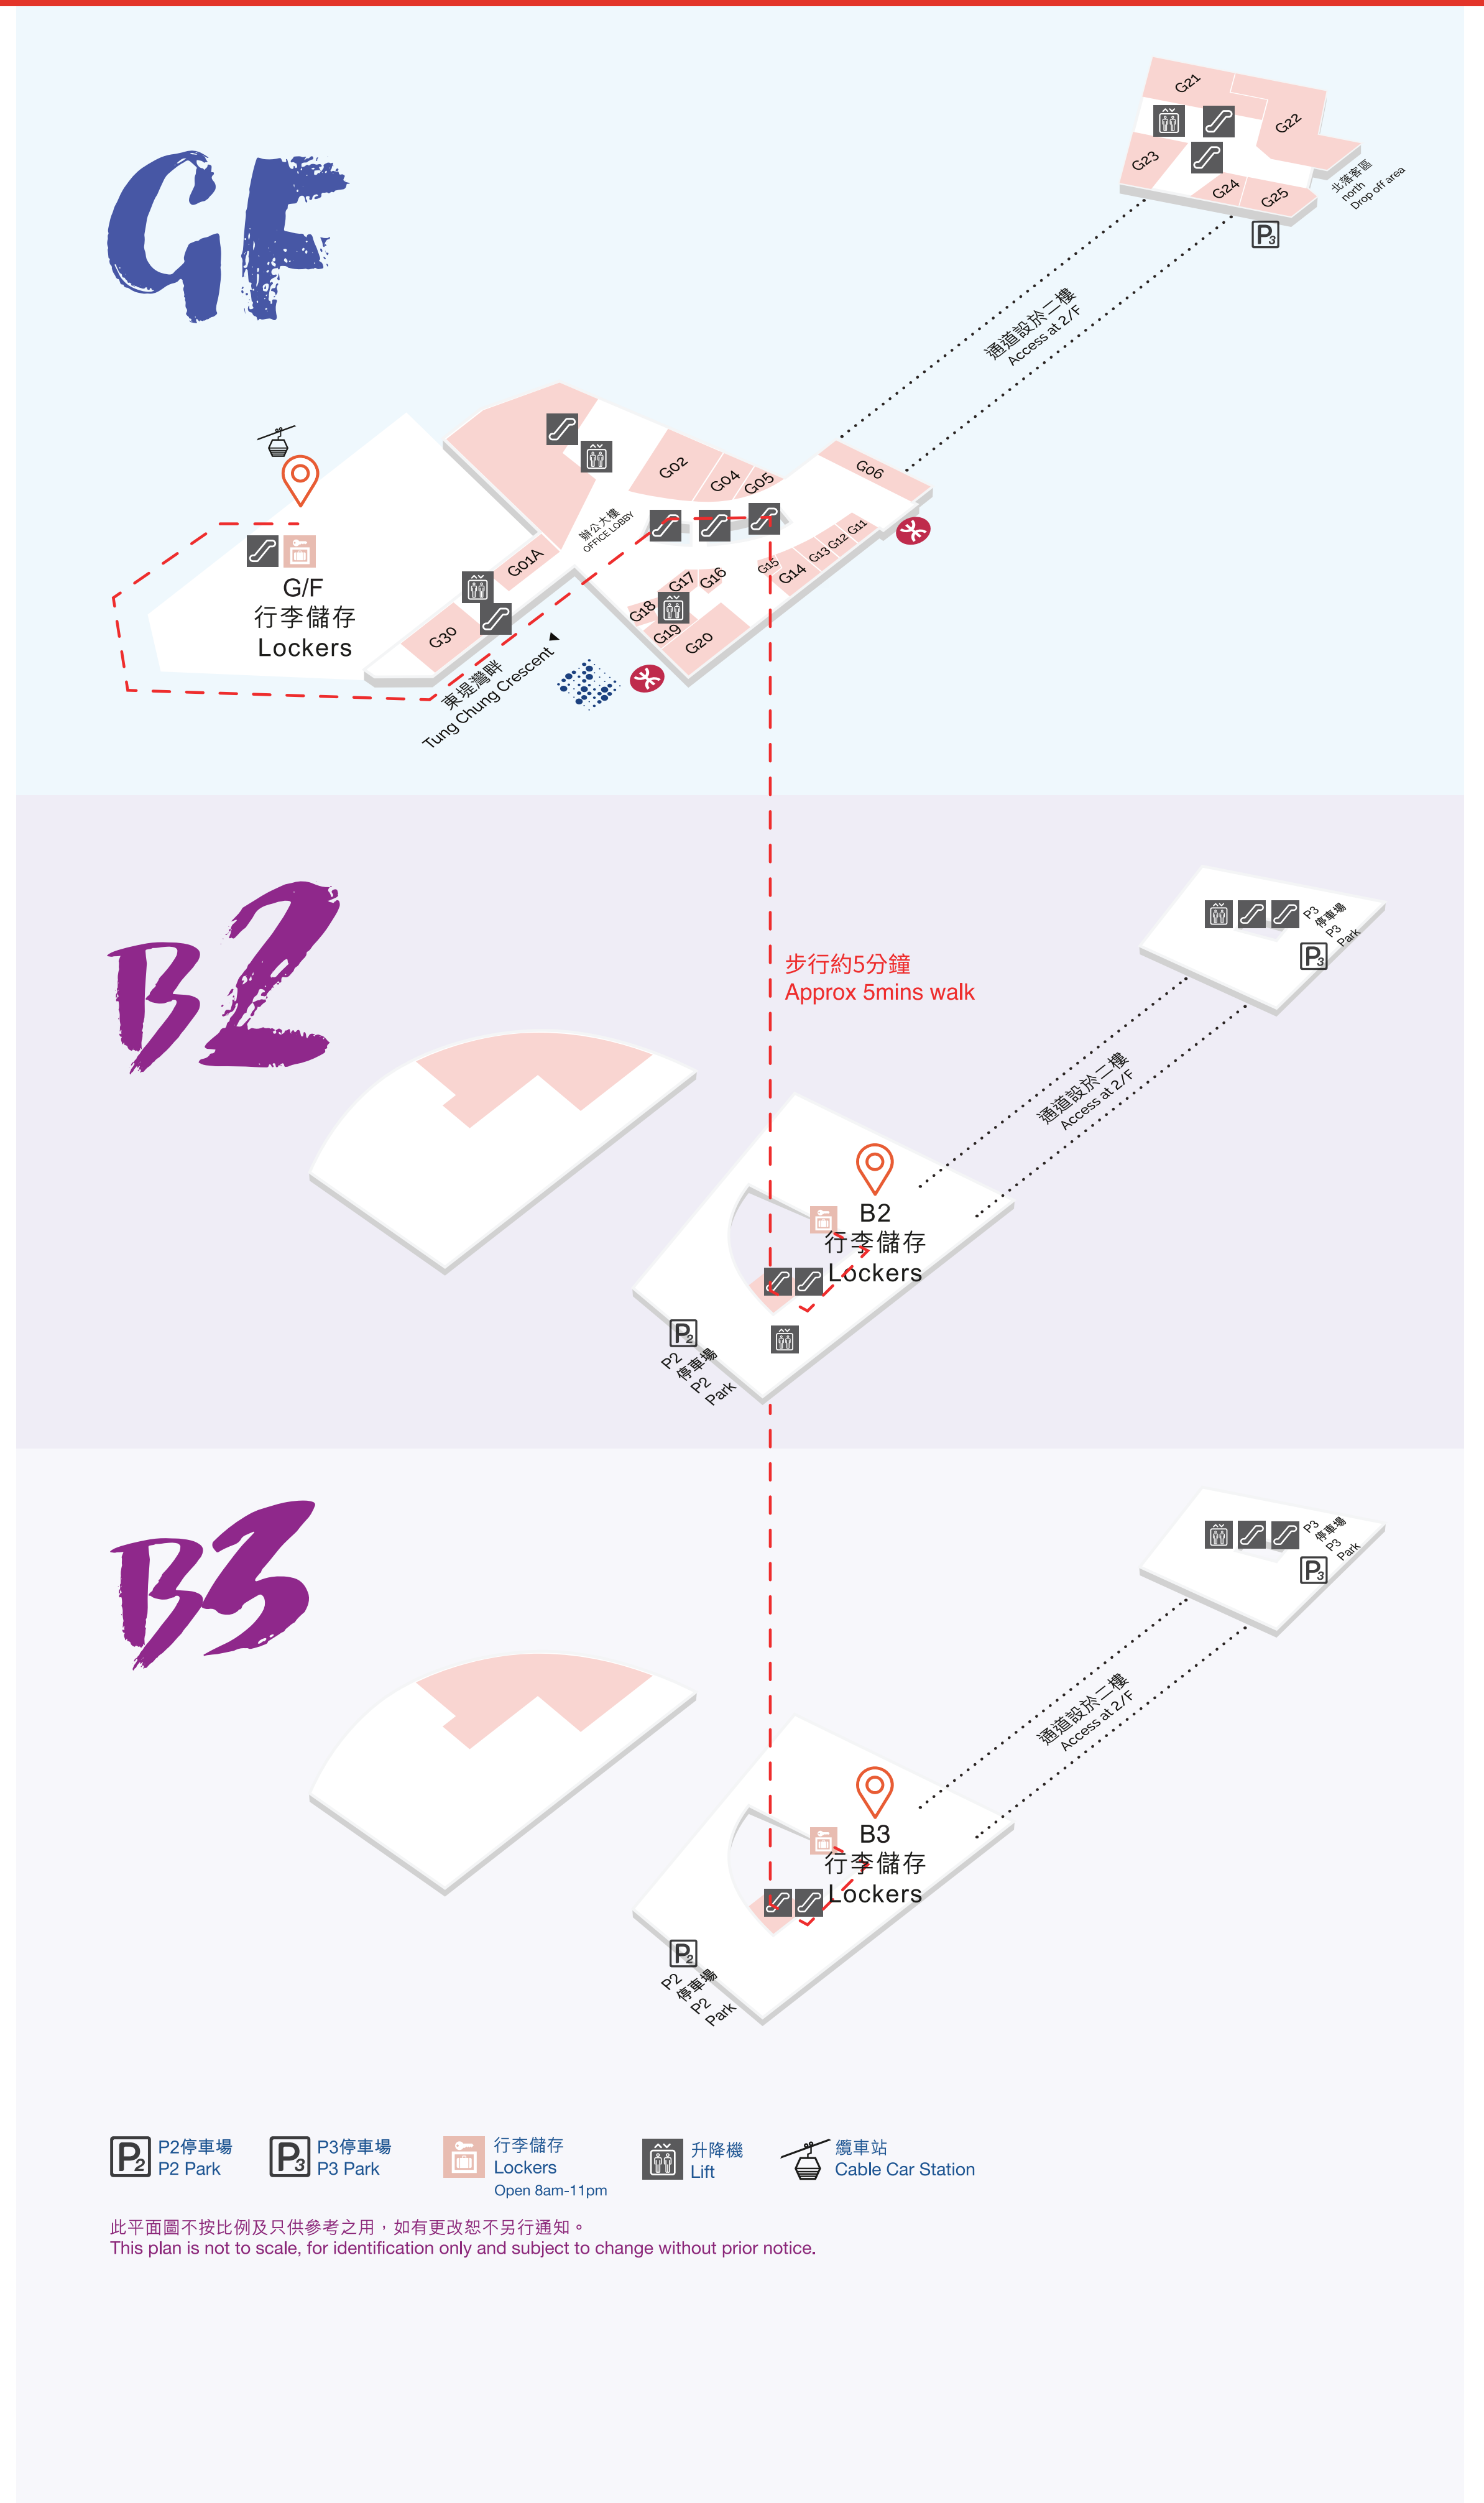 GF
G21
G22
G23
G24
G25
北落客區
north
Drop off area
P3
通道設於二樓
Access at 2/F
G02
G04
G05
G06
辦公大樓
OFFICE LOBBY
G01A
G11
G12
G13
G14
G15
G16
G17
G18
G19
G20
G30
G/F
行李儲存
Lockers
東堤灣畔
Tung Chung Crescent
B2
步行約5分鐘
Approx 5mins walk
P3
停車場
P3
Park
P3
通道設於二樓
Access at 2/F
B2
行李儲存
Lockers
P2
P2
停車場
P2
Park
B3
P3
停車場
P3
Park
P3
通道設於二樓
Access at 2/F
B3
行李儲存
Lockers
P2
P2
停車場
P2
Park
P2
P2停車場
P2 Park
P3
P3停車場
P3 Park
行李儲存
Lockers
Open 8am-11pm
升降機
Lift
纜車站
Cable Car Station
此平面圖不按比例及只供參考之用，如有更改恕不另行通知。
This plan is not to scale, for identification only and subject to change without prior notice.